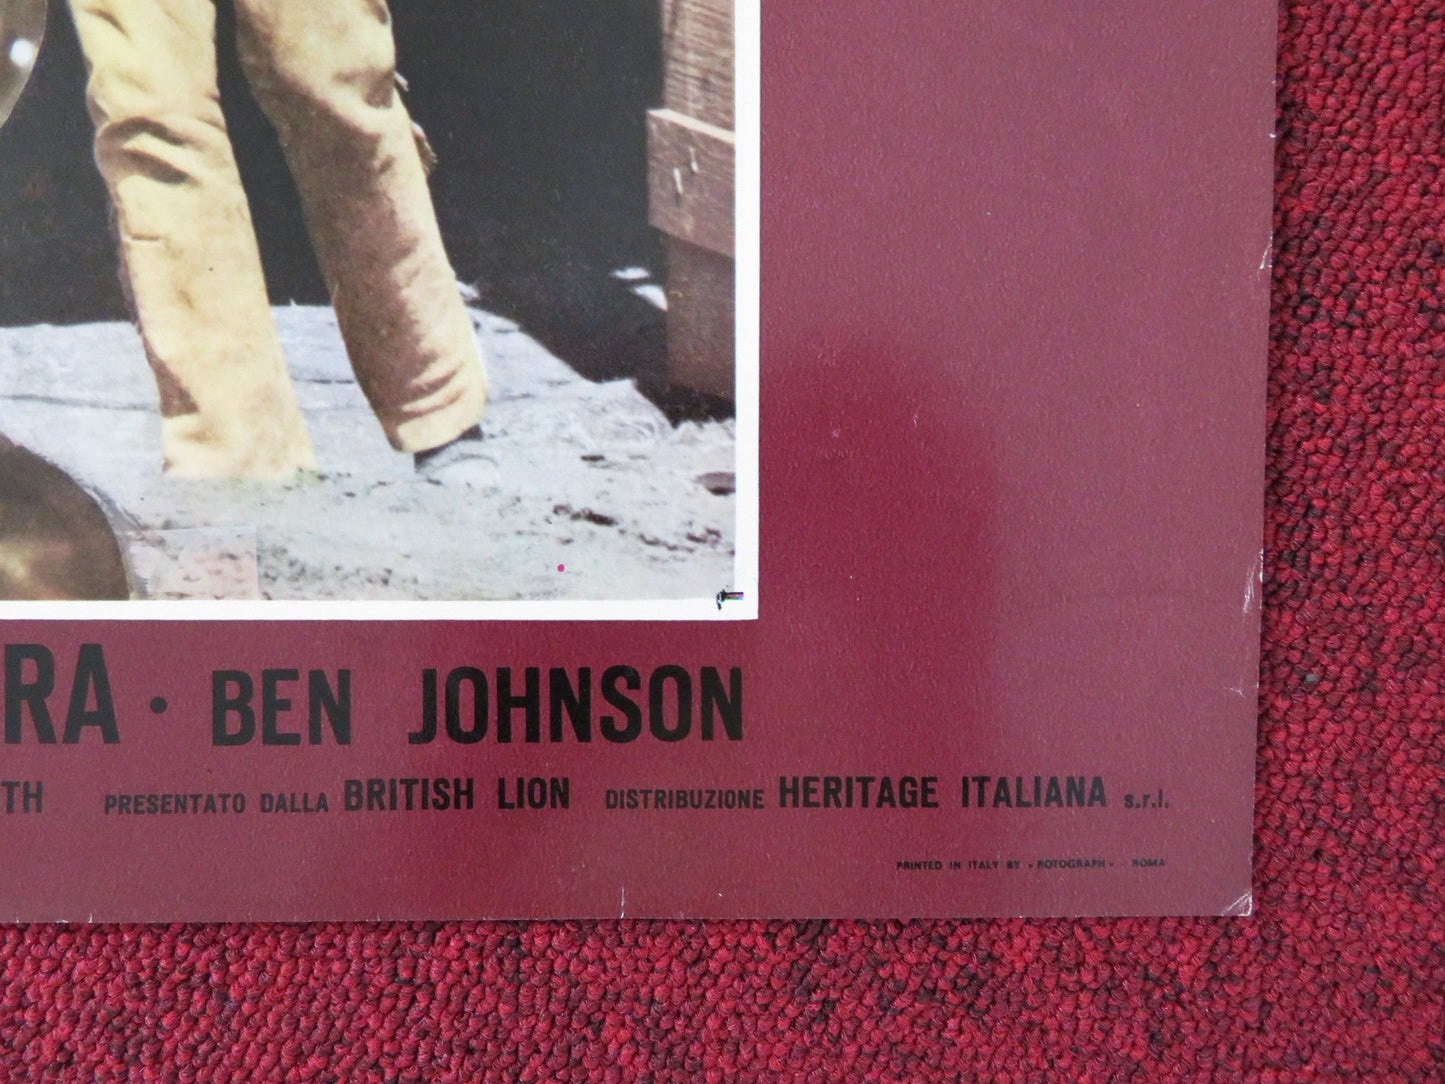 RA · BEN JOHNSON
TH PRESENTATO DALLA BRITISH LION DISTRIBUZIONE HERITAGE ITALIANA s.r.l.
PRINTED IN ITALY BY « ROTOGRAPH » - ROMA